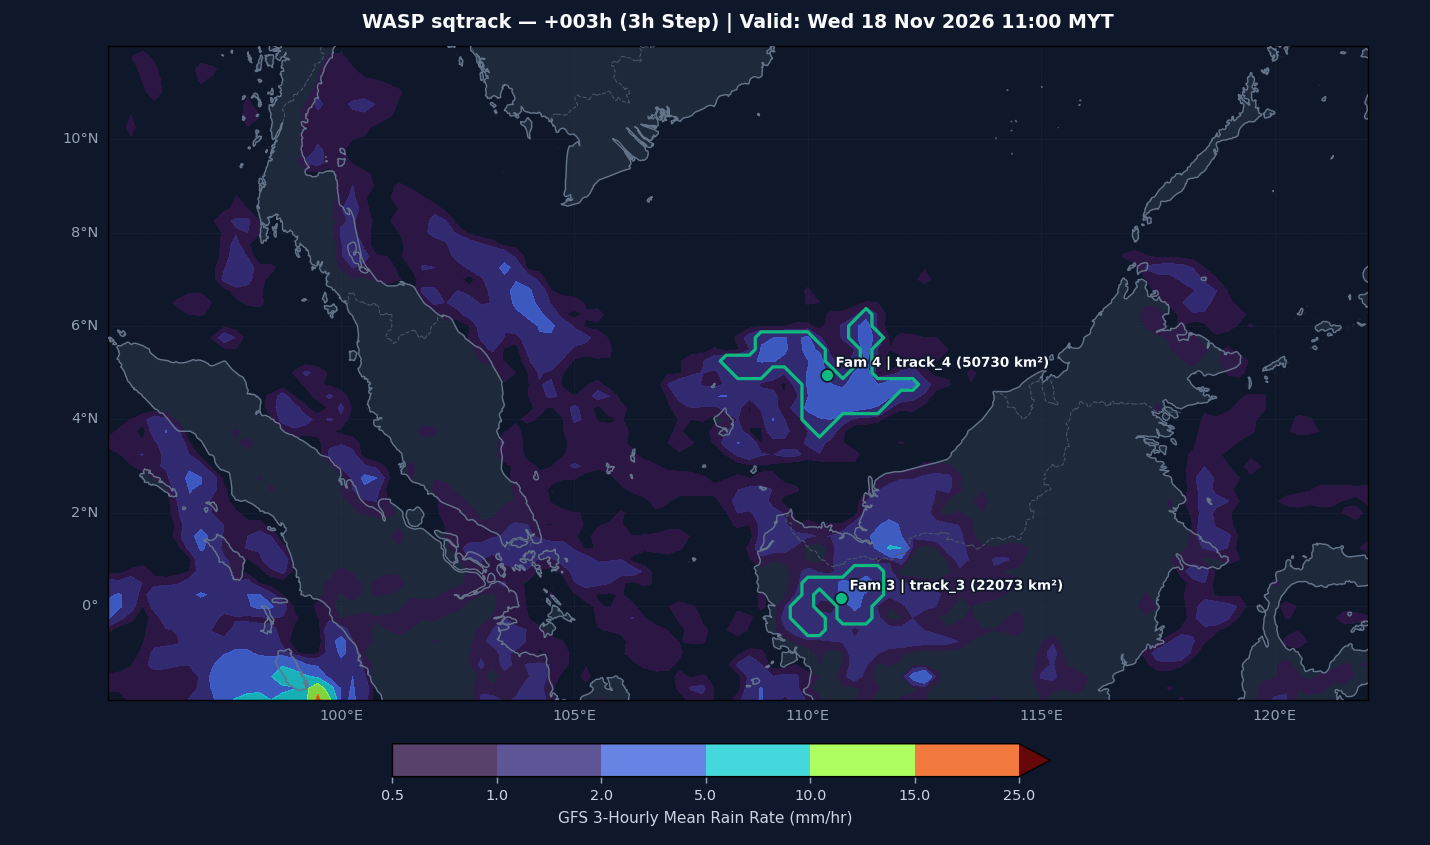 WASP sqtrack — +003h (3h Step) | Valid: Wed 18 Nov 2026 11:00 MYT
10°N
8°N
6°N
Fam 4 | track_4 (50730 km²)
4°N
2°N
Fam 3 | track_3 (22073 km²)
0°
100°E 105°E 110°E 115°E 120°E
0.5 1.0 2.0 5.0 10.0 15.0 25.0
GFS 3-Hourly Mean Rain Rate (mm/hr)